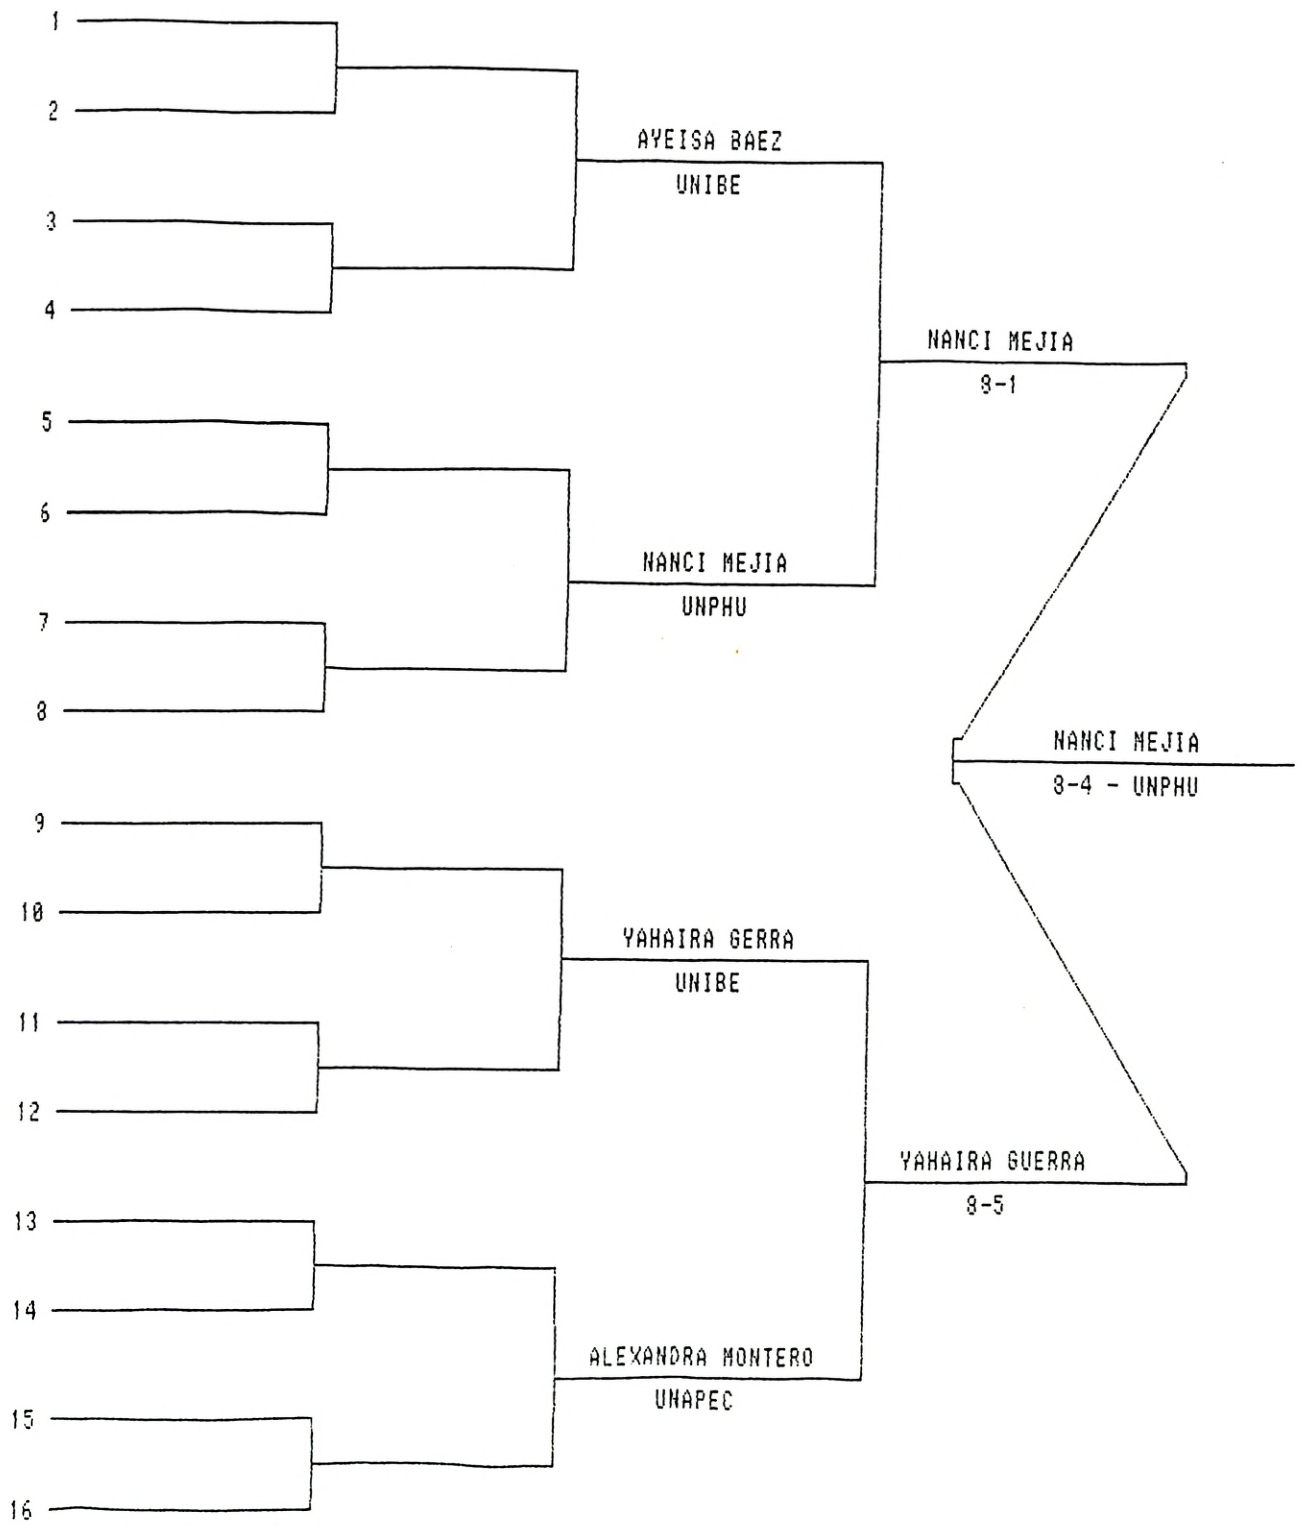 1
2
AYEISA BAEZ
UNIBE
3
4
NANCI MEJIA
8-1
5
6
NANCI MEJIA
UNPHU
7
8
NANCI MEJIA
8-4 - UNPHU
9
10
YAHAIRA GERRA
UNIBE
11
12
YAHAIRA GUERRA
8-5
13
14
ALEXANDRA MONTERO
UNAPEC
15
16